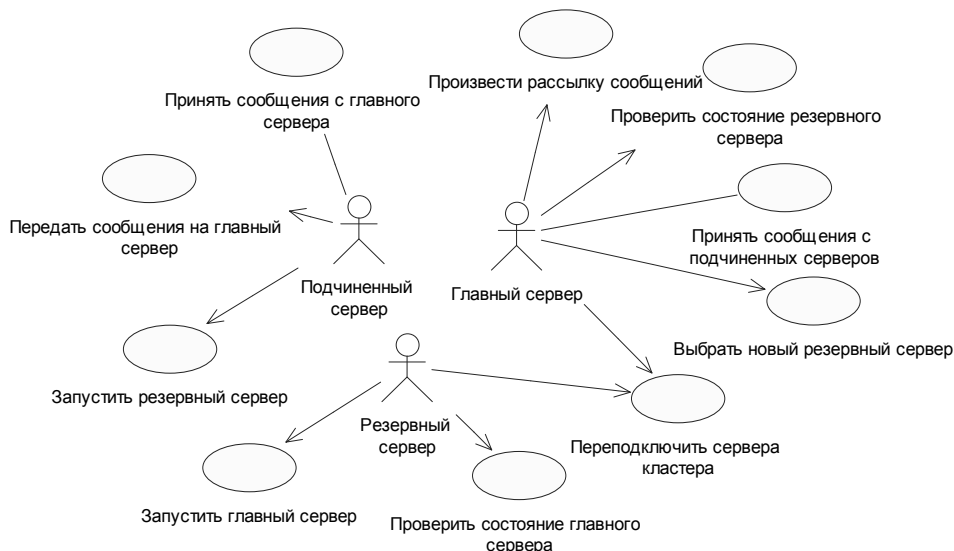 Произвести рассылку сообщений
Принять сообщения с главного
сервера
Проверить состояние резервного
сервера
Передать сообщения на главный
сервер
Принять сообщения с
подчиненных серверов
Подчиненный
сервер
Главный сервер
Выбрать новый резервный сервер
Запустить резервный сервер
Резервный
сервер
Переподключить сервера
кластера
Запустить главный сервер
Проверить состояние главного
сервера